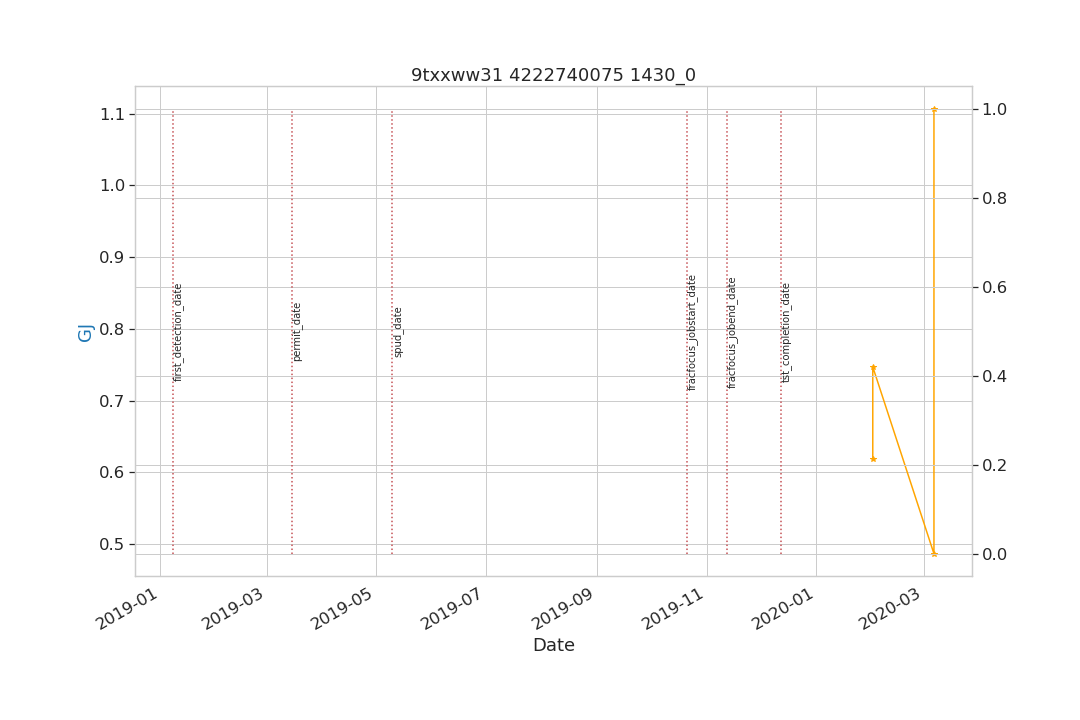 9txxww31 4222740075 1430_0
GJ
1.1
1.0
0.9
0.8
0.7
0.6
0.5
1.0
0.8
0.6
0.4
0.2
0.0
first_detection_date
permit_date
spud_date
fracfocus_jobstart_date
fracfocus_jobend_date
tst_completion_date
2019-01
2019-03
2019-05
2019-07
2019-09
2019-11
2020-01
2020-03
Date